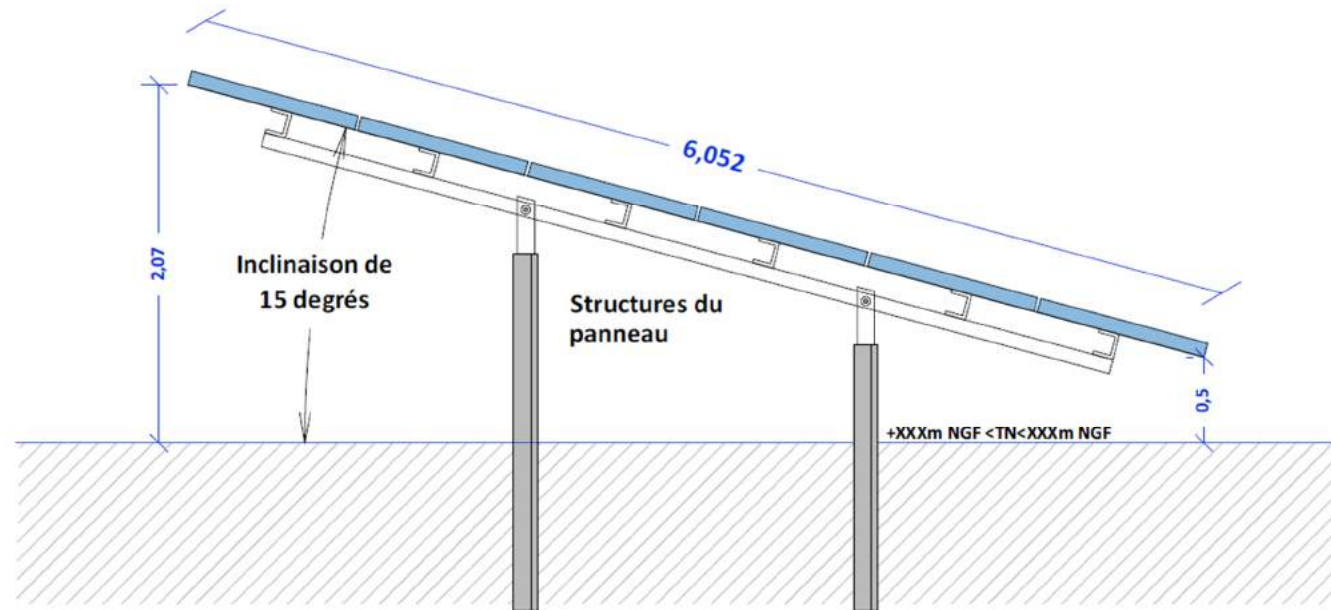 6,052
2,07
Inclinaison de
15 degrés
Structures du
panneau
0,5
+XXXm NGF <TN<XXXm NGF